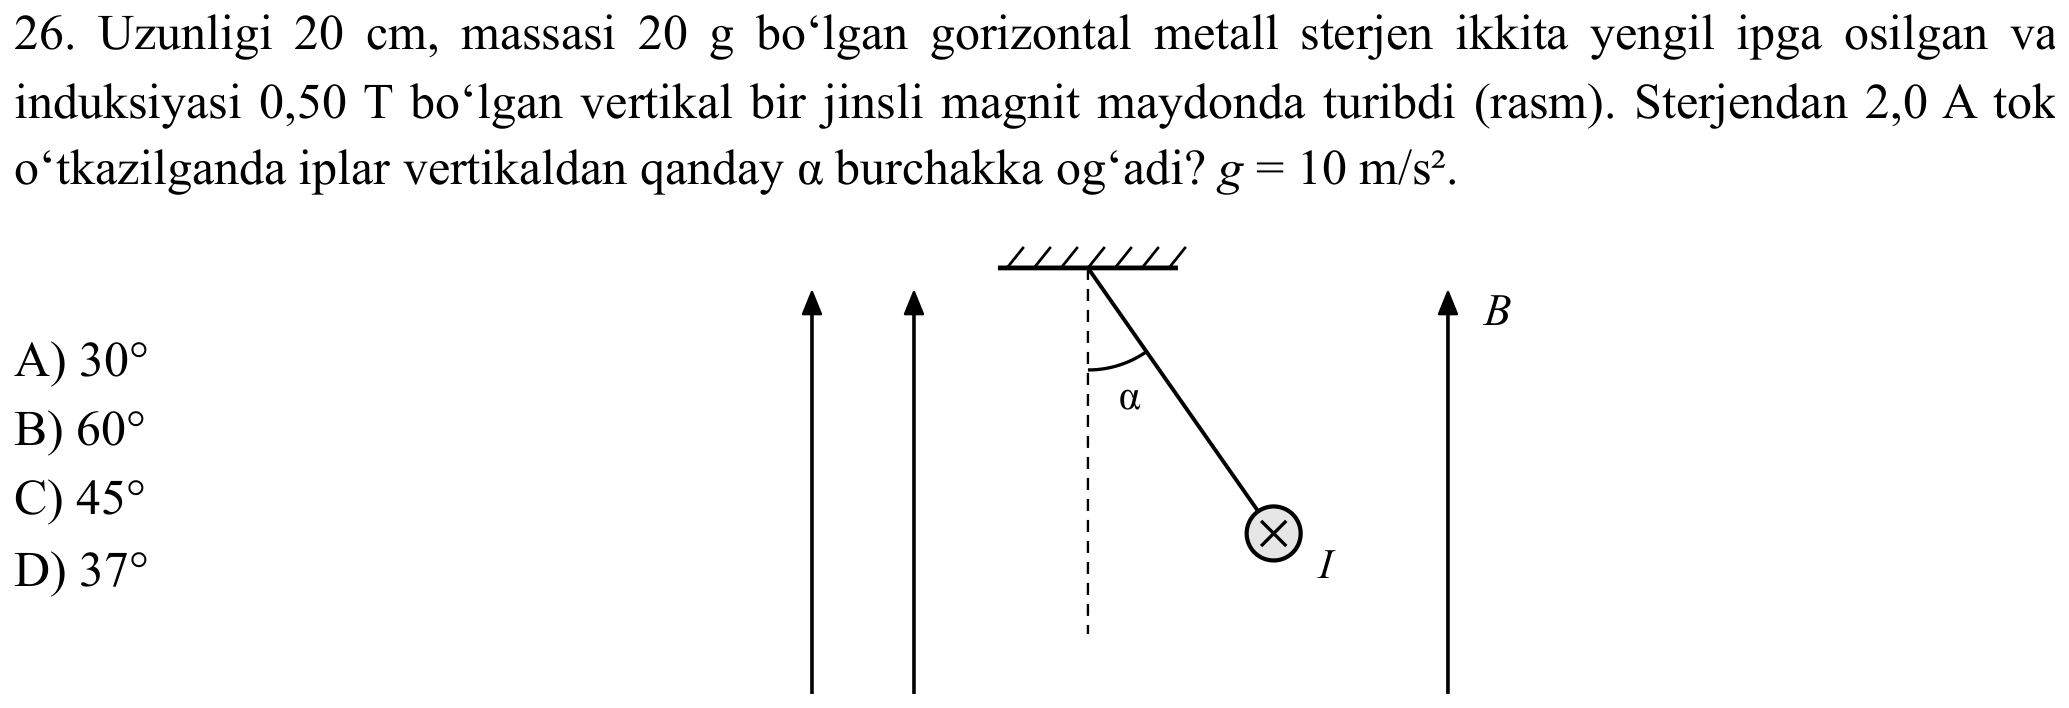 26. Uzunligi 20 cm, massasi 20 g bo‘lgan gorizontal metall sterjen ikkita yengil ipga osilgan va
induksiyasi 0,50 T bo‘lgan vertikal bir jinsli magnit maydonda turibdi (rasm). Sterjendan 2,0 A tok
o‘tkazilganda iplar vertikaldan qanday α burchakka og‘adi? g = 10 m/s².
B
A) 30°
α
B) 60°
C) 45°
I
D) 37°